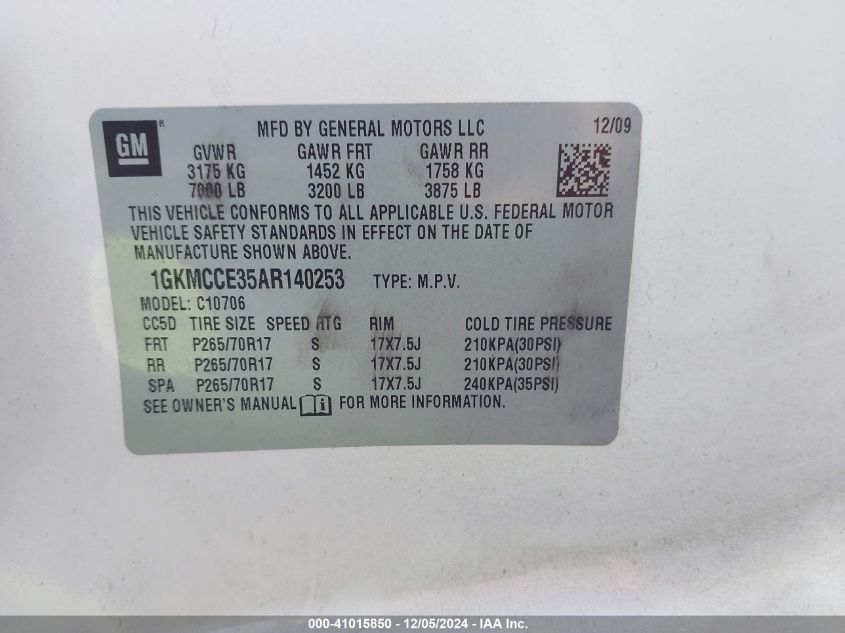 GM ® MFD BY GENERAL MOTORS LLC 12/09
GVWR GAWR FRT GAWR RR
3175 KG 1452 KG 1758 KG
7000 LB 3200 LB 3875 LB
THIS VEHICLE CONFORMS TO ALL APPLICABLE U.S. FEDERAL MOTOR
VEHICLE SAFETY STANDARDS IN EFFECT ON THE DATE OF
MANUFACTURE SHOWN ABOVE.
1GKMCCE35AR140253 TYPE: M.P.V.
MODEL: C10706
CC5D TIRE SIZE SPEED RTG RIM COLD TIRE PRESSURE
FRT P265/70R17 S 17X7.5J 210KPA(30PSI)
RR P265/70R17 S 17X7.5J 210KPA(30PSI)
SPA P265/70R17 S 17X7.5J 240KPA(35PSI)
SEE OWNER'S MANUAL i FOR MORE INFORMATION.
000-41015850 - 12/05/2024 - IAA Inc.